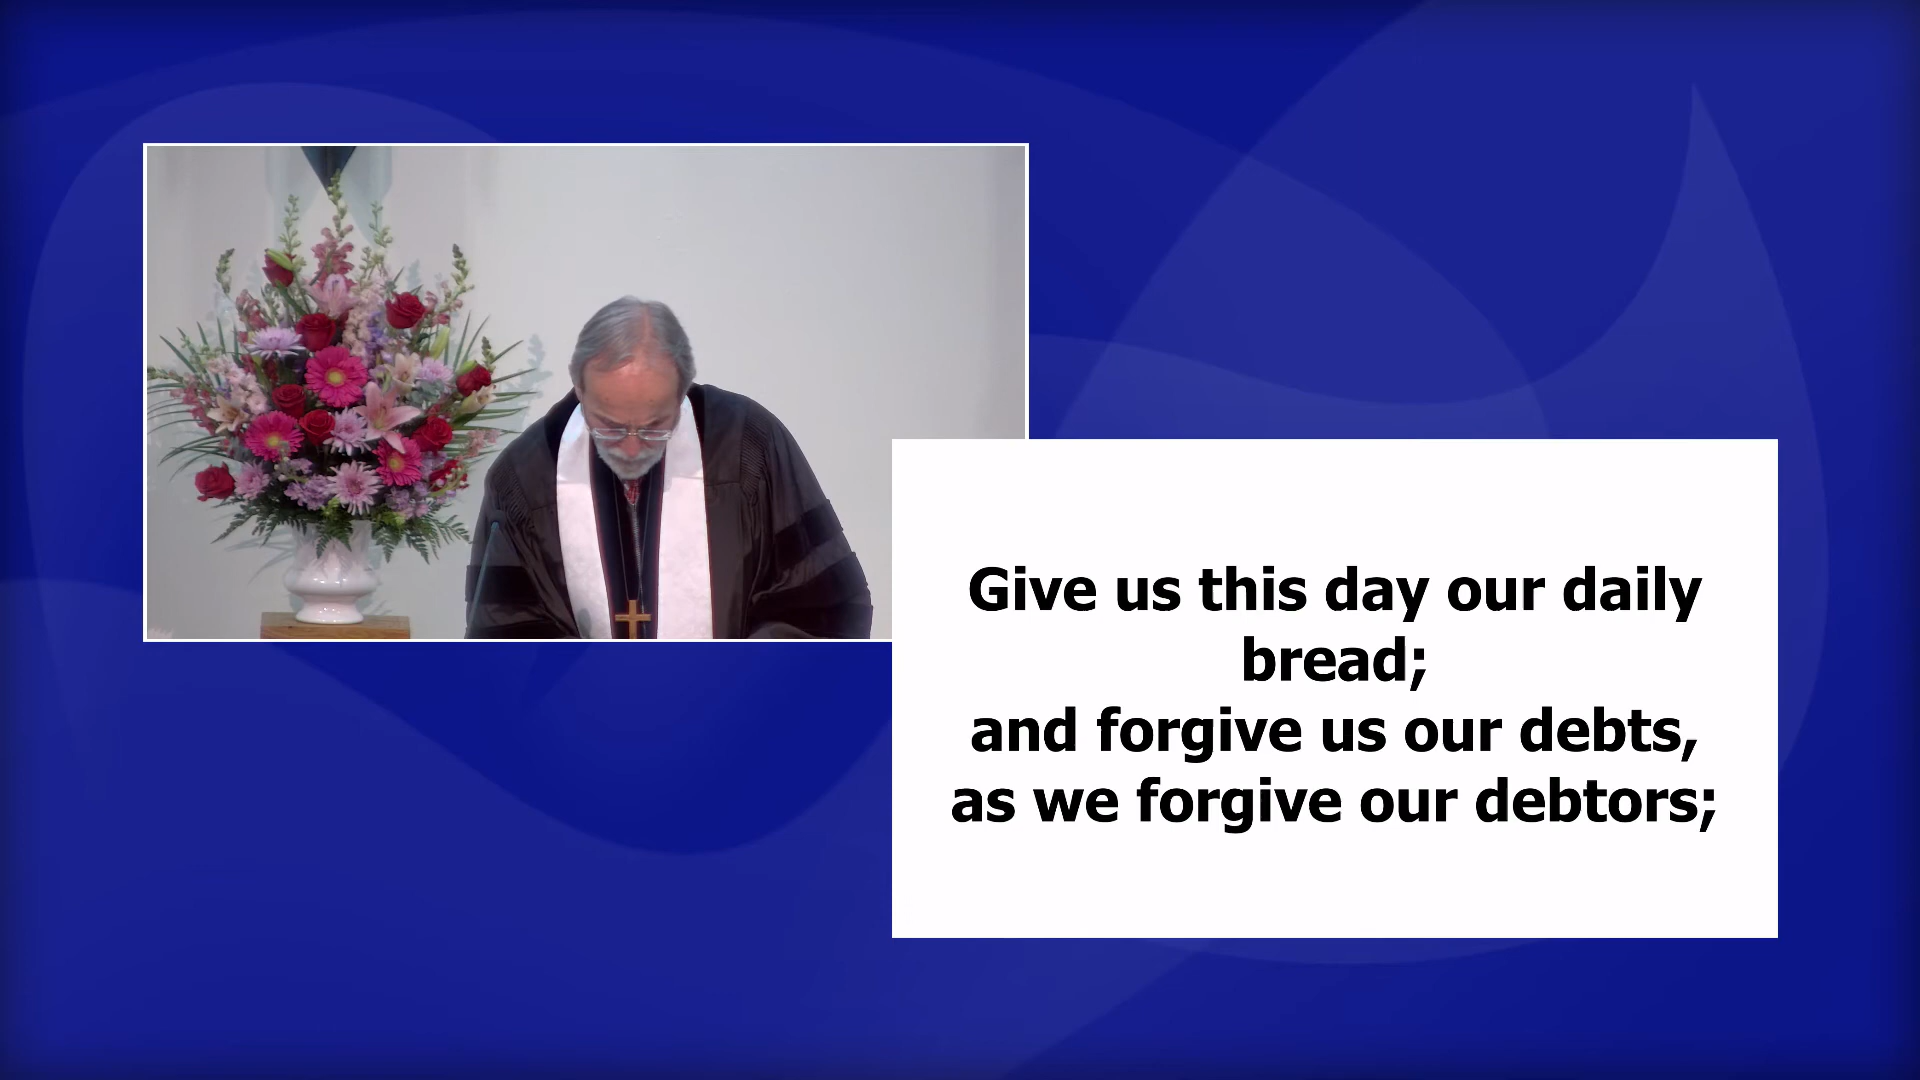 Give us this day our daily
bread;
and forgive us our debts,
as we forgive our debtors;